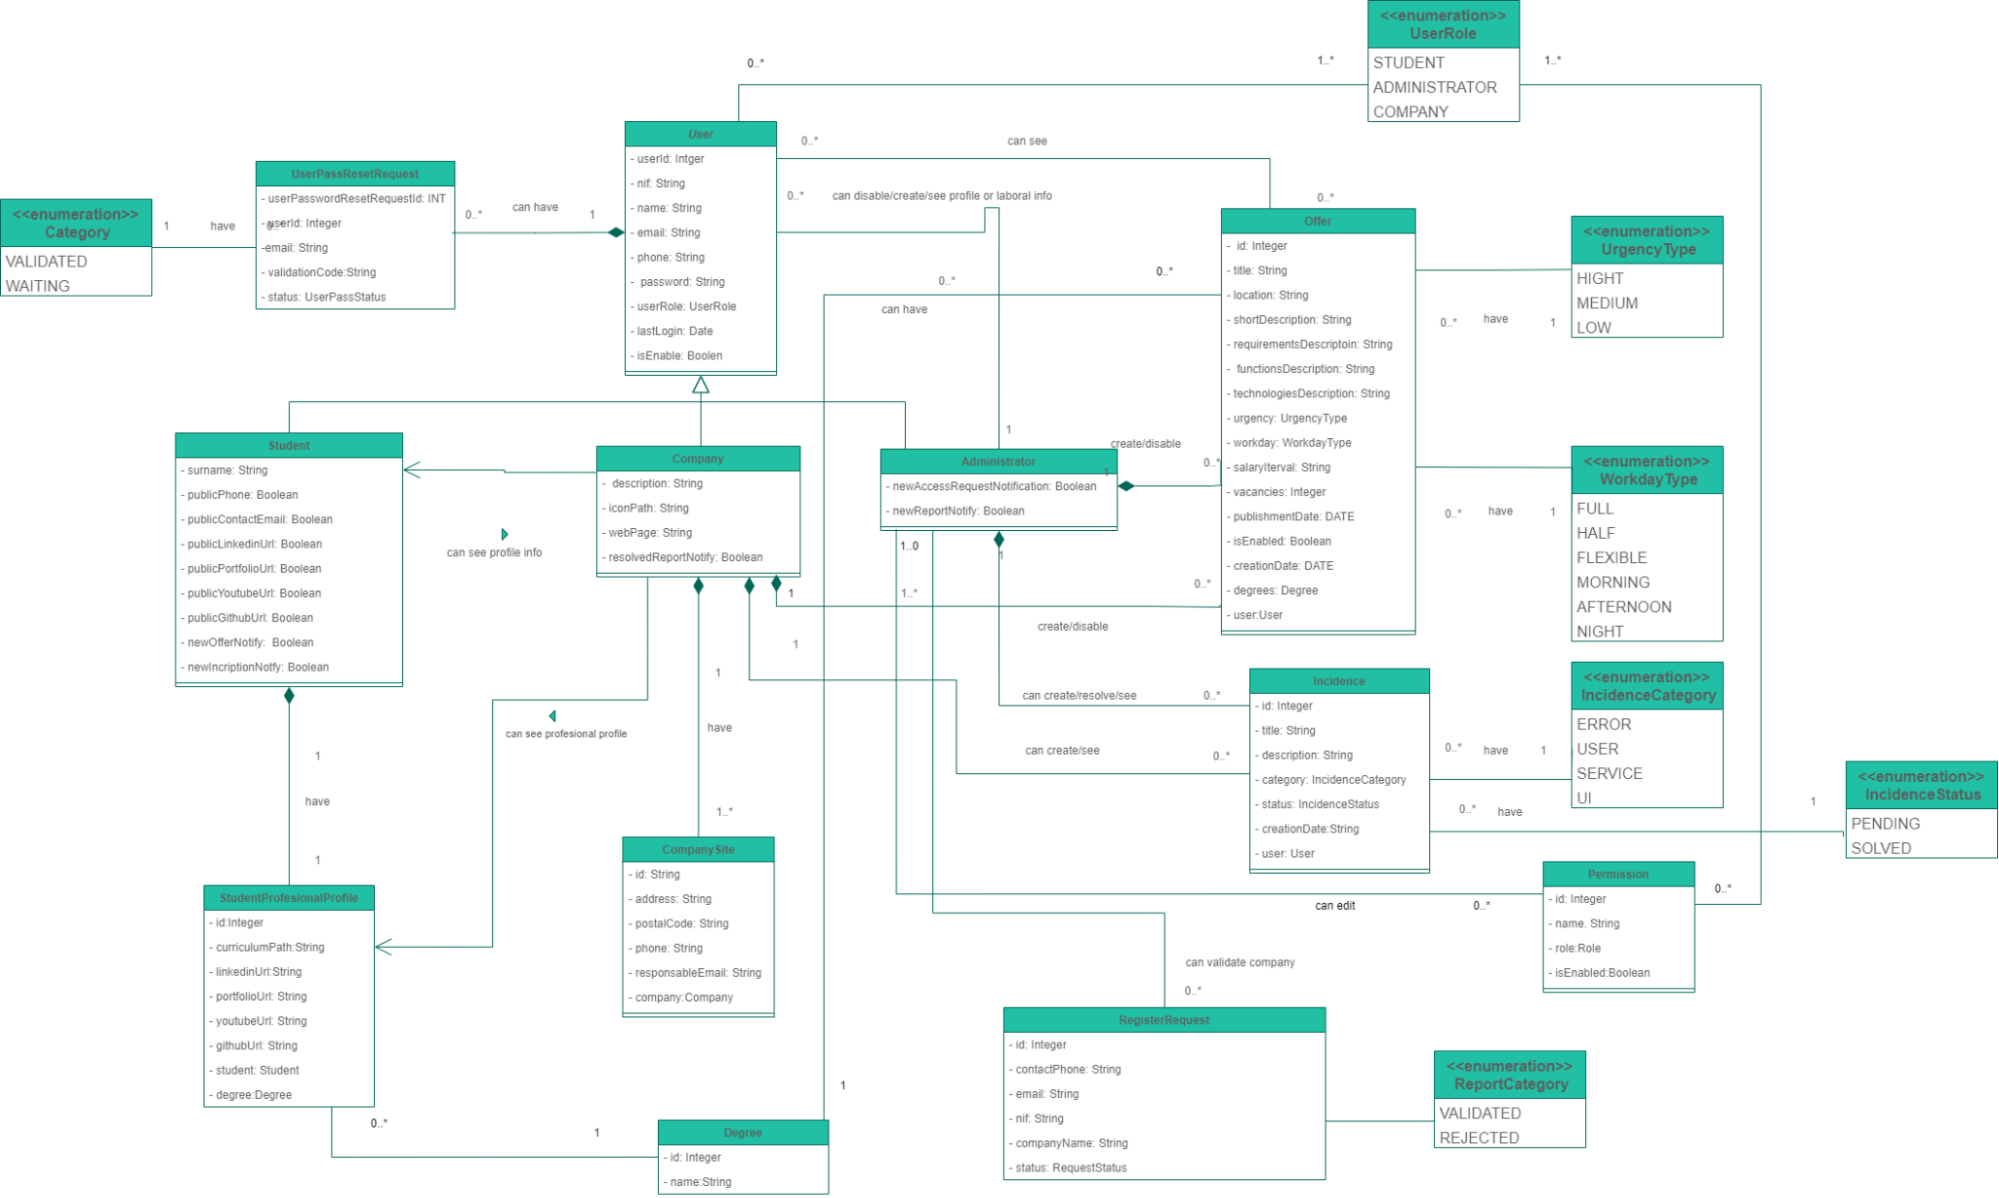 <<enumeration>>
UserRole
STUDENT
ADMINISTRATOR
COMPANY
0..*
1..*
1..*
User
- userId: Intger
- nif: String
- name: String
- email: String
- phone: String
- password: String
- userRole: UserRole
- lastLogin: Date
- isEnable: Boolen
0..*
can see
0..*
0..*
can disable/create/see profile or laboral info
UserPassResetRequest
- userPasswordResetRequestId: INT
- userId: Integer
-email: String
- validationCode:String
- status: UserPassStatus
0..*
can have
1
<<enumeration>>
Category
VALIDATED
WAITING
1
have
0..*
Offer
- id: Integer
- title: String
- location: String
- shortDescription: String
- requirementsDescriptoin: String
- functionsDescription: String
- technologiesDescription: String
- urgency: UrgencyType
- workday: WorkdayType
- salaryIterval: String
- vacancies: Integer
- publishmentDate: DATE
- isEnabled: Boolean
- creationDate: DATE
- degrees: Degree
- user:User
<<enumeration>>
UrgencyType
HIGHT
MEDIUM
LOW
0..*
have
1
0..*
0..*
can have
<<enumeration>>
WorkdayType
FULL
HALF
FLEXIBLE
MORNING
AFTERNOON
NIGHT
0..*
have
1
Student
- surname: String
- publicPhone: Boolean
- publicContactEmail: Boolean
- publicLinkedinUrl: Boolean
- publicPortfolioUrl: Boolean
- publicYoutubeUrl: Boolean
- publicGithubUrl: Boolean
- newOfferNotify: Boolean
- newIncriptionNotfy: Boolean
can see profile info
Company
- description: String
- iconPath: String
- webPage: String
- resolvedReportNotify: Boolean
1
Administrator
- newAccessRequestNotification: Boolean
- newReportNotify: Boolean
create/disable
1
0..*
1..0
1
1..*
1
0..*
create/disable
1
1
have
1..*
can see profesional profile
can create/resolve/see
0..*
can create/see
0..*
Incidence
- id: Integer
- title: String
- description: String
- category: IncidenceCategory
- status: IncidenceStatus
- creationDate:String
- user: User
<<enumeration>>
IncidenceCategory
ERROR
USER
SERVICE
UI
0..*
have
1
0..*
have
1
<<enumeration>>
IncidenceStatus
PENDING
SOLVED
1
have
1
StudentProfesionalProfile
- id:Integer
- curriculumPath:String
- linkedinUrl:String
- portfolioUrl: String
- youtubeUrl: String
- githubUrl: String
- student: Student
- degree:Degree
CompanySite
- id: String
- address: String
- postalCode: String
- phone: String
- responsableEmail: String
- company:Company
Permission
- id: Integer
- name. String
- role:Role
- isEnabled:Boolean
0..*
can edit
0..*
can validate company
0..*
RegisterRequest
- id: Integer
- contactPhone: String
- email: String
- nif: String
- companyName: String
- status: RequestStatus
<<enumeration>>
ReportCategory
VALIDATED
REJECTED
0..*
1
1
Degree
- id: Integer
- name:String